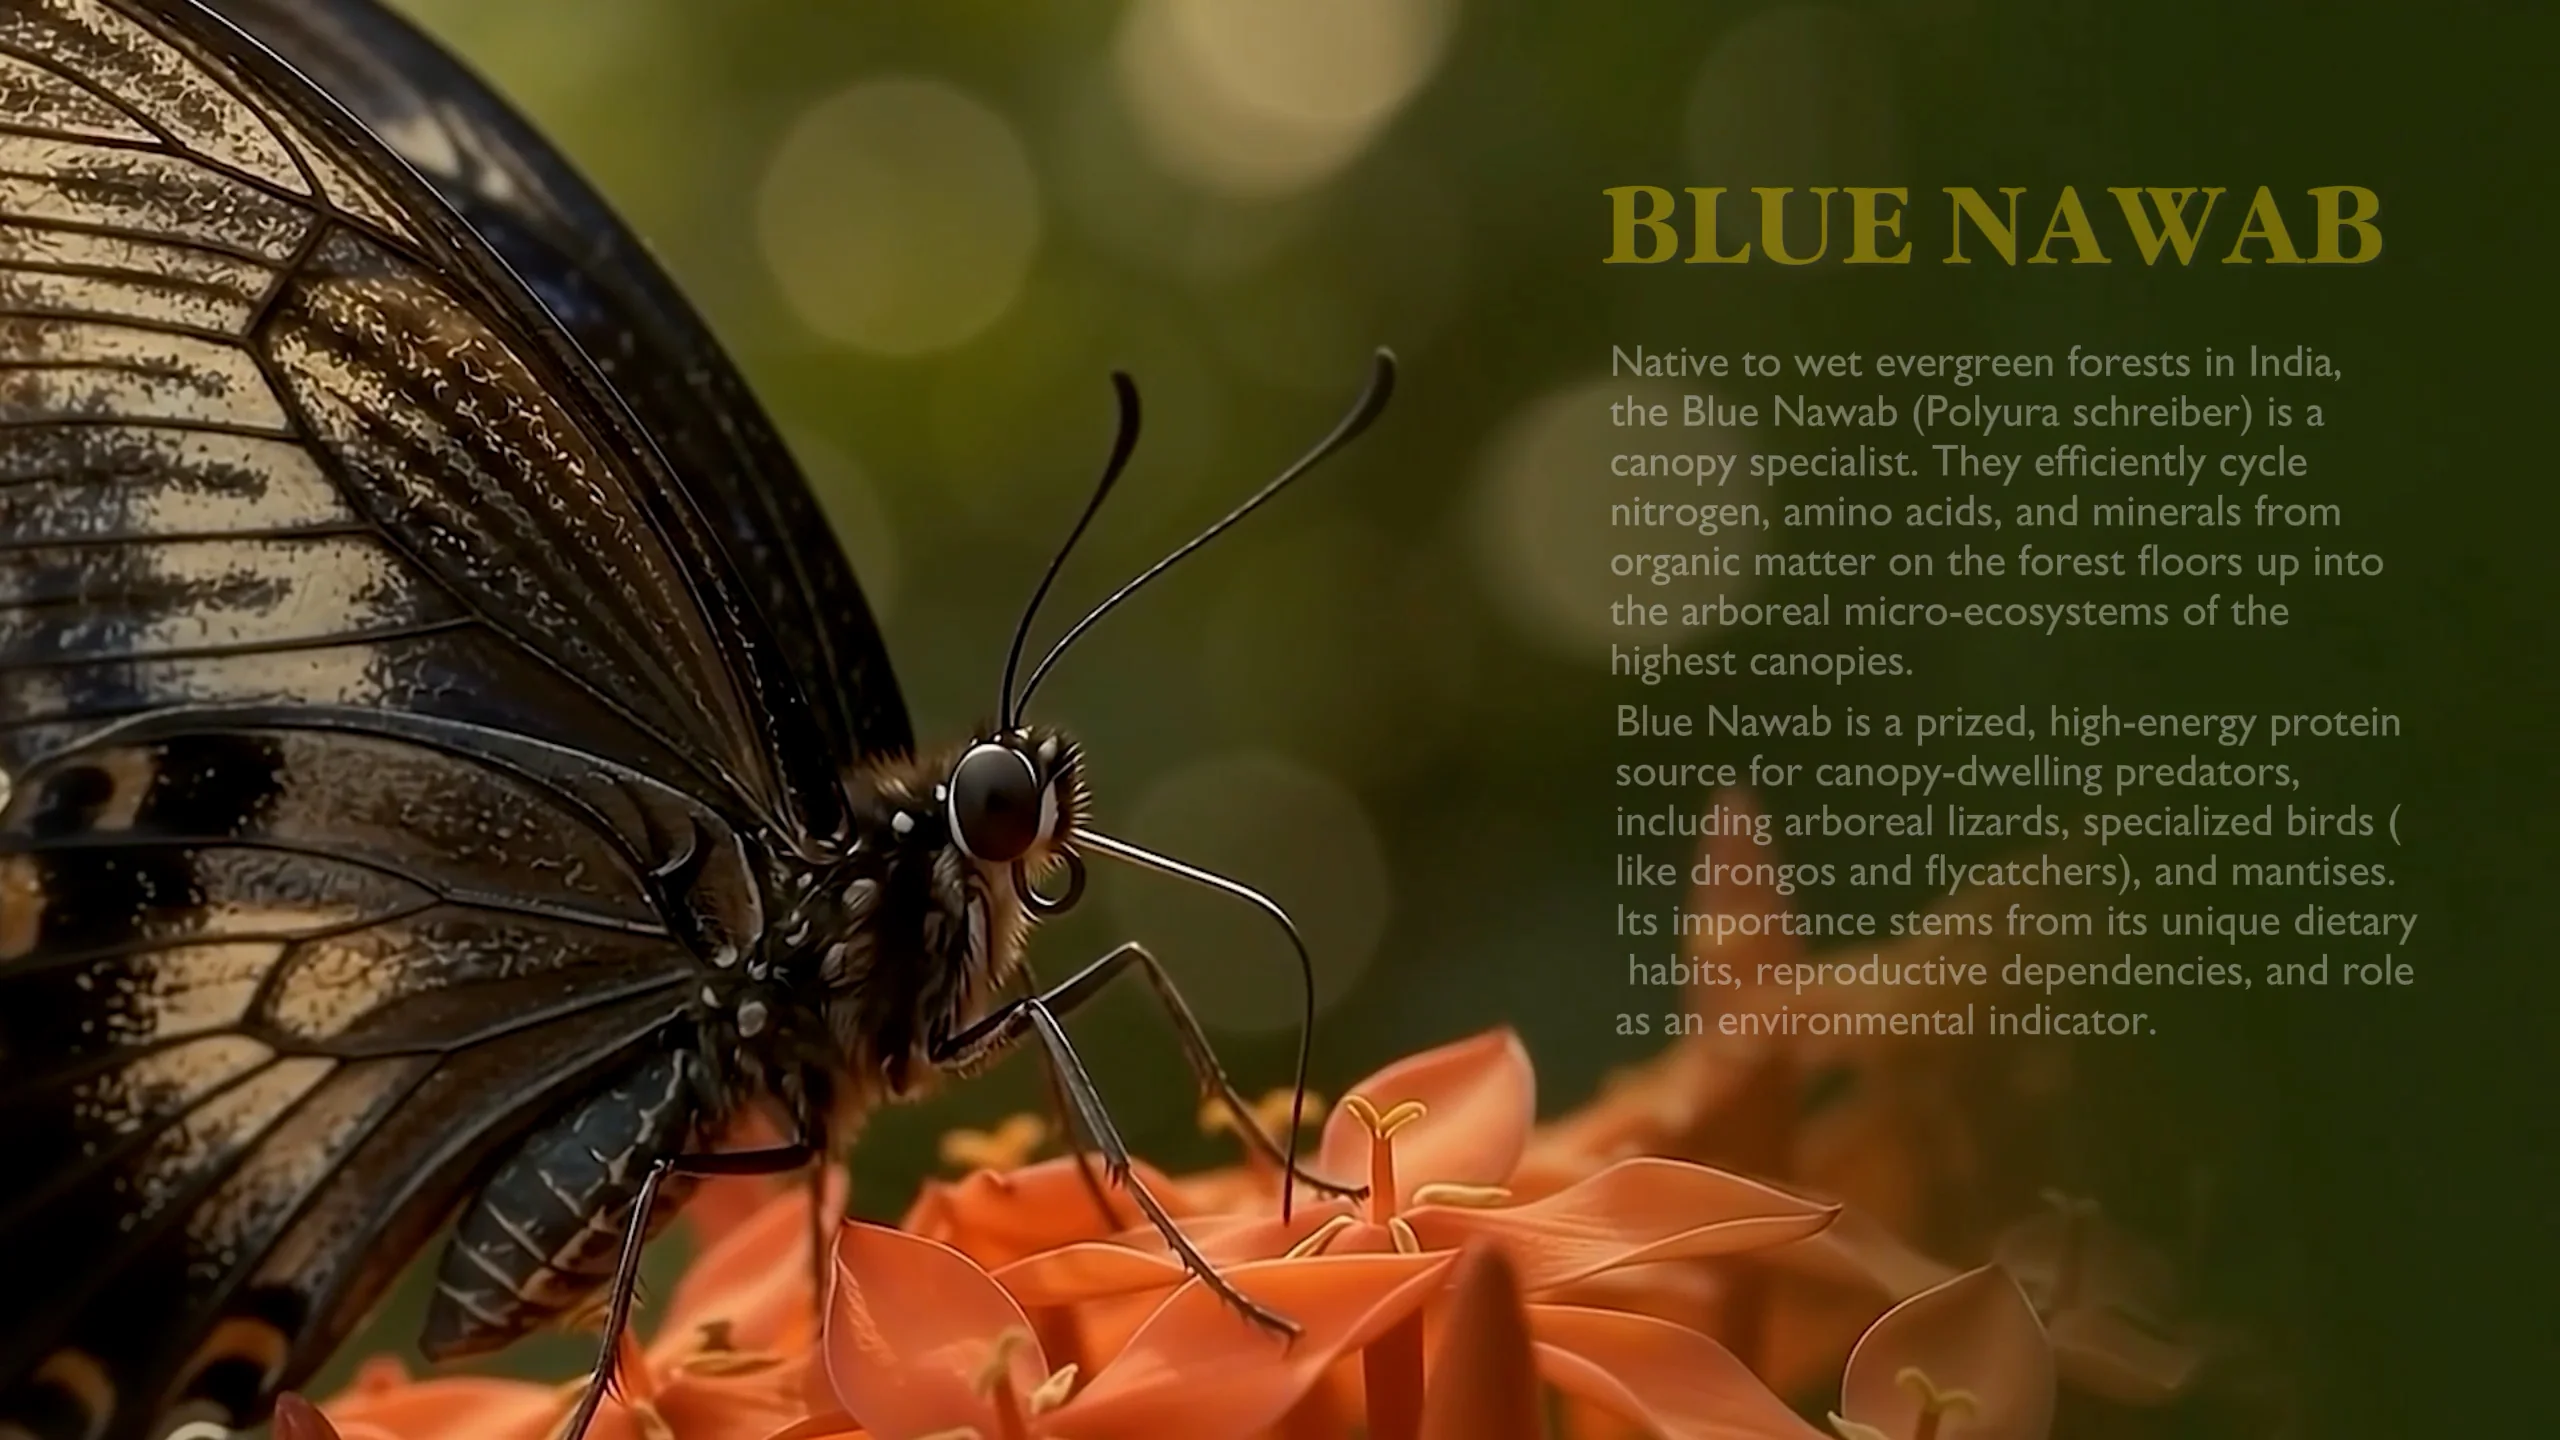 BLUE NAWAB
Native to wet evergreen forests in India,
the Blue Nawab (Polyura schreiber) is a
canopy specialist. They efficiently cycle
nitrogen, amino acids, and minerals from
organic matter on the forest floors up into
the arboreal micro-ecosystems of the
highest canopies.
Blue Nawab is a prized, high-energy protein
source for canopy-dwelling predators,
including arboreal lizards, specialized birds (
like drongos and flycatchers), and mantises.
Its importance stems from its unique dietary
habits, reproductive dependencies, and role
as an environmental indicator.